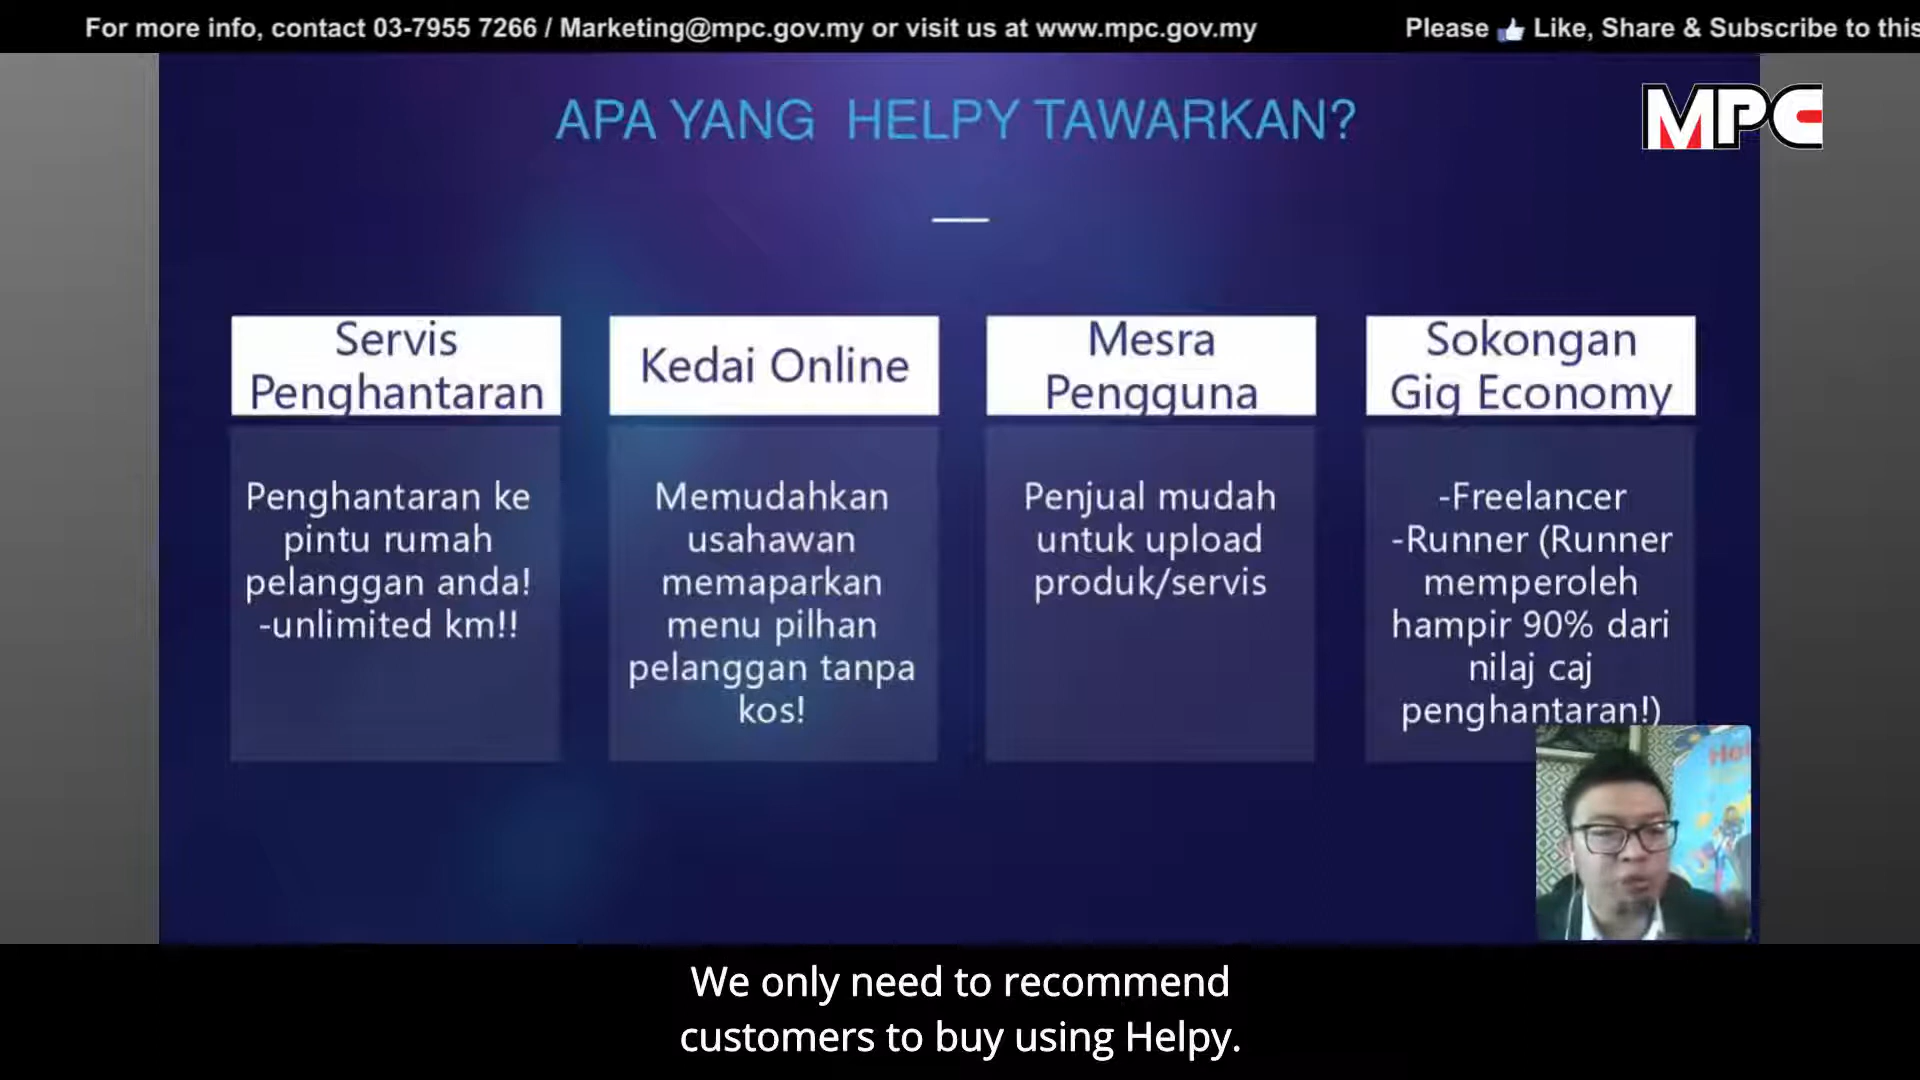 For more info, contact 03-7955 7266 / Marketing@mpc.gov.my or visit us at www.mpc.gov.my
Please 👍 Like, Share & Subscribe to this
MPC
APA YANG HELPY TAWARKAN?
Servis
Penghantaran
Penghantaran ke
pintu rumah
pelanggan anda!
-unlimited km!!
Kedai Online
Memudahkan
usahawan
memaparkan
menu pilhan
pelanggan tanpa
kos!
Mesra
Pengguna
Penjual mudah
untuk upload
produk/servis
Sokongan
Gig Economy
-Freelancer
-Runner (Runner
memperoleh
hampir 90% dari
nilaj caj
penghantaran!)
We only need to recommend
customers to buy using Helpy.